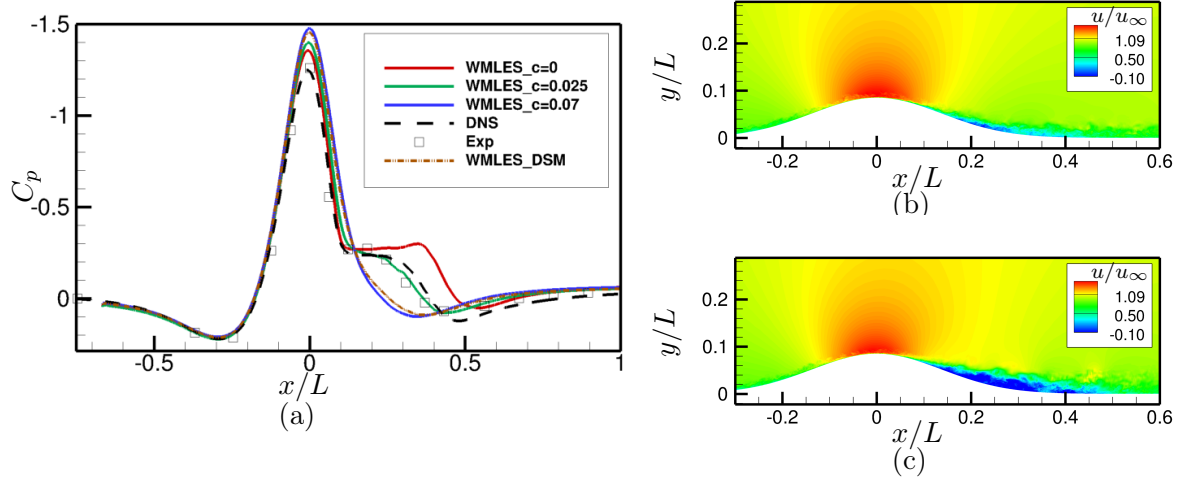 -1.5
-1
-0.5
0
C_p
-0.5 0 0.5 1
x/L
(a)
WMLES_c=0
WMLES_c=0.025
WMLES_c=0.07
DNS
Exp
WMLES_DSM
u/u∞
1.09
0.50
-0.10
0.2
0.1
0
y/L
-0.2 0 0.2 0.4 0.6
x/L
(b)
u/u∞
1.09
0.50
-0.10
0.2
0.1
0
y/L
-0.2 0 0.2 0.4 0.6
x/L
(c)